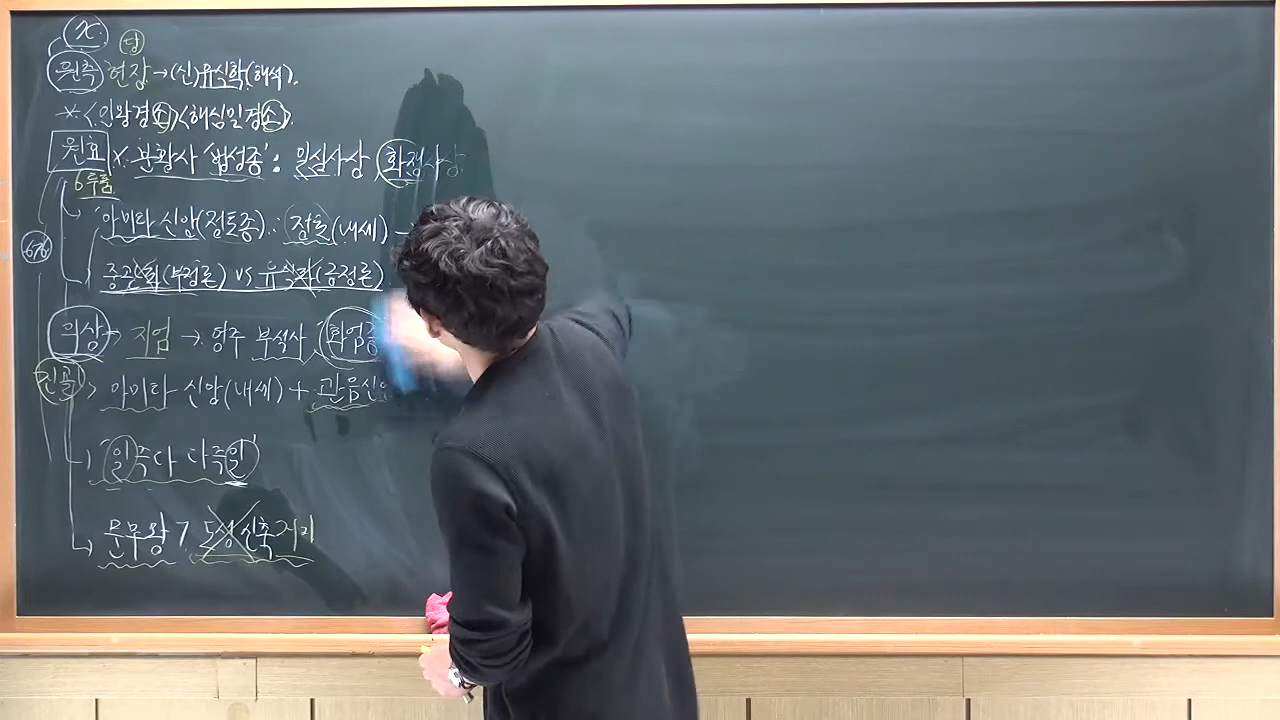 당
원측 현장→(신)유식학(해석).
*<인왕경소><해심밀경소>.
원효 * 분황사 '법성종': 일심사상, 화쟁사상
6두품
아미타 신앙(정토종).: 정토(내세) →
676
중관학(부정론) vs 유식학(긍정론)
의상 → 지엄 → 영주 부석사, '화엄종
진골 > 아미타 신앙(내세) + 관음신앙
'일즉다 다즉일'
문무왕 7. 도성 신축 저지